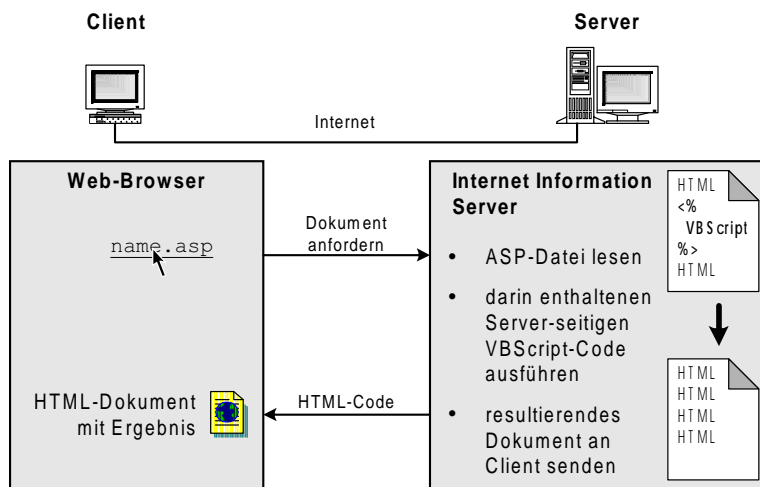 Client
Server
Internet
Web-Browser
name.asp
Dokument
anfordern
HTML-Code
HTML-Dokument
mit Ergebnis
Internet Information
Server
• ASP-Datei lesen
• darin enthaltenen
Server-seitigen
VBScript-Code
ausführen
• resultierendes
Dokument an
Client senden
HTML
<%
VBScript
%>
HTML
HTML
HTML
HTML
HTML